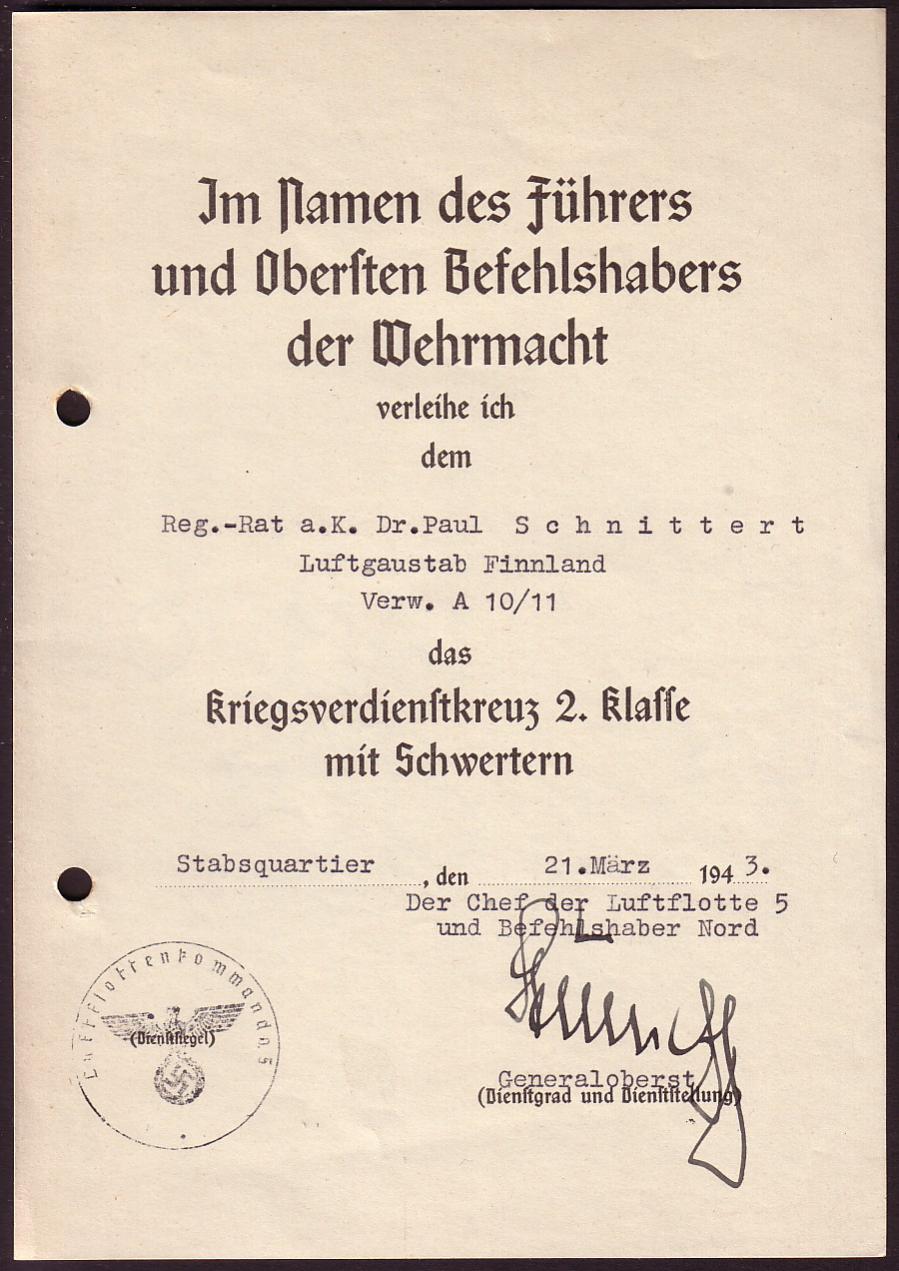 Im Namen des Führers
und Oberſten Befehlshabers
der Wehrmacht
verleihe ich
dem
Reg.-Rat a.K. Dr.Paul S c h n i t t e r t
Luftgaustab Finnland
Verw. A 10/11
das
Kriegsverdienſtkreuz 2. Klaſſe
mit Schwertern
Stabsquartier , den 21.März 1943.
Der Chef der Luftflotte 5
und Befehlshaber Nord
Luftflottenkommando 5
(Dienſtſiegel)
Generaloberst
(Dienſtgrad und Dienſtſtellung)